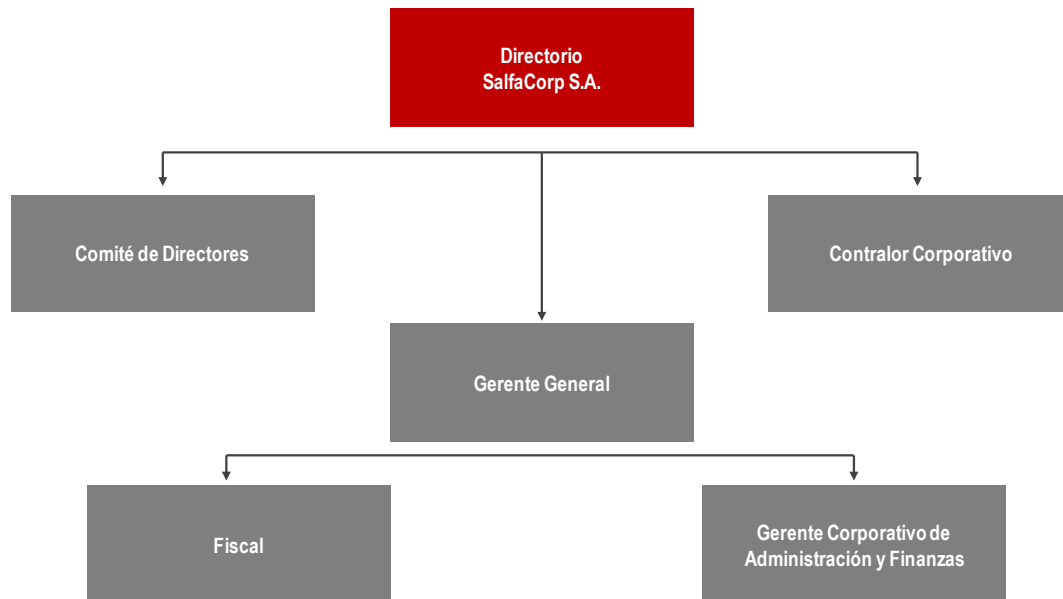 Directorio
SalfaCorp S.A.
Comité de Directores
Contralor Corporativo
Gerente General
Fiscal
Gerente Corporativo de
Administración y Finanzas